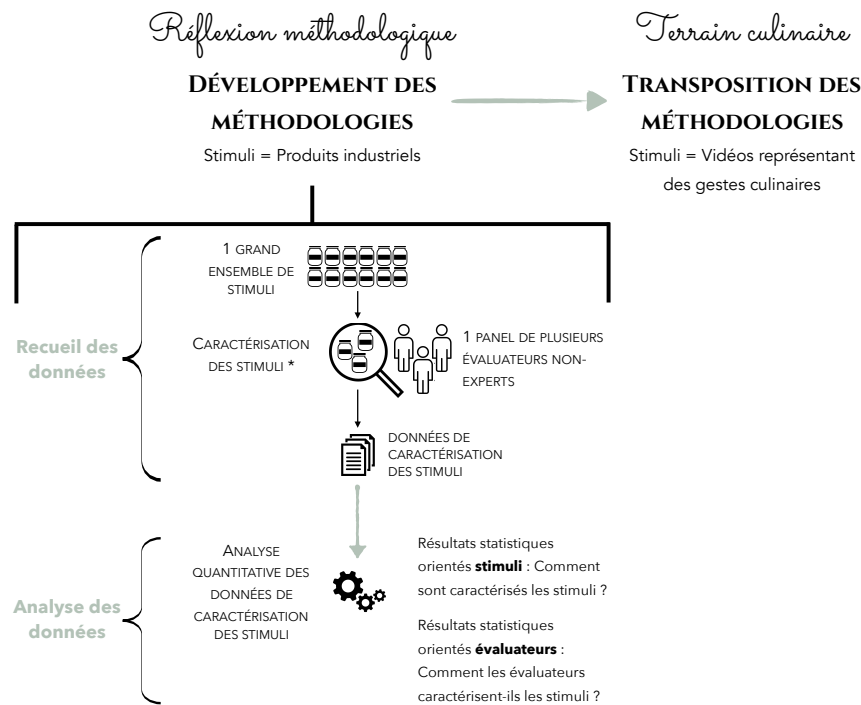 Réflexion méthodologique
DÉVELOPPEMENT DES
MÉTHODOLOGIES
Stimuli = Produits industriels
Terrain culinaire
TRANSPOSITION DES
MÉTHODOLOGIES
Stimuli = Vidéos représentant
des gestes culinaires
Recueil des
données
1 GRAND
ENSEMBLE DE
STIMULI
CARACTÉRISATION
DES STIMULI *
1 PANEL DE PLUSIEURS
ÉVALUATEURS NON-
EXPERTS
DONNÉES DE
CARACTÉRISATION
DES STIMULI
Analyse des
données
ANALYSE
QUANTITATIVE DES
DONNÉES DE
CARACTÉRISATION
DES STIMULI
Résultats statistiques
orientés stimuli : Comment
sont caractérisés les stimuli ?
Résultats statistiques
orientés évaluateurs :
Comment les évaluateurs
caractérisent-ils les stimuli ?